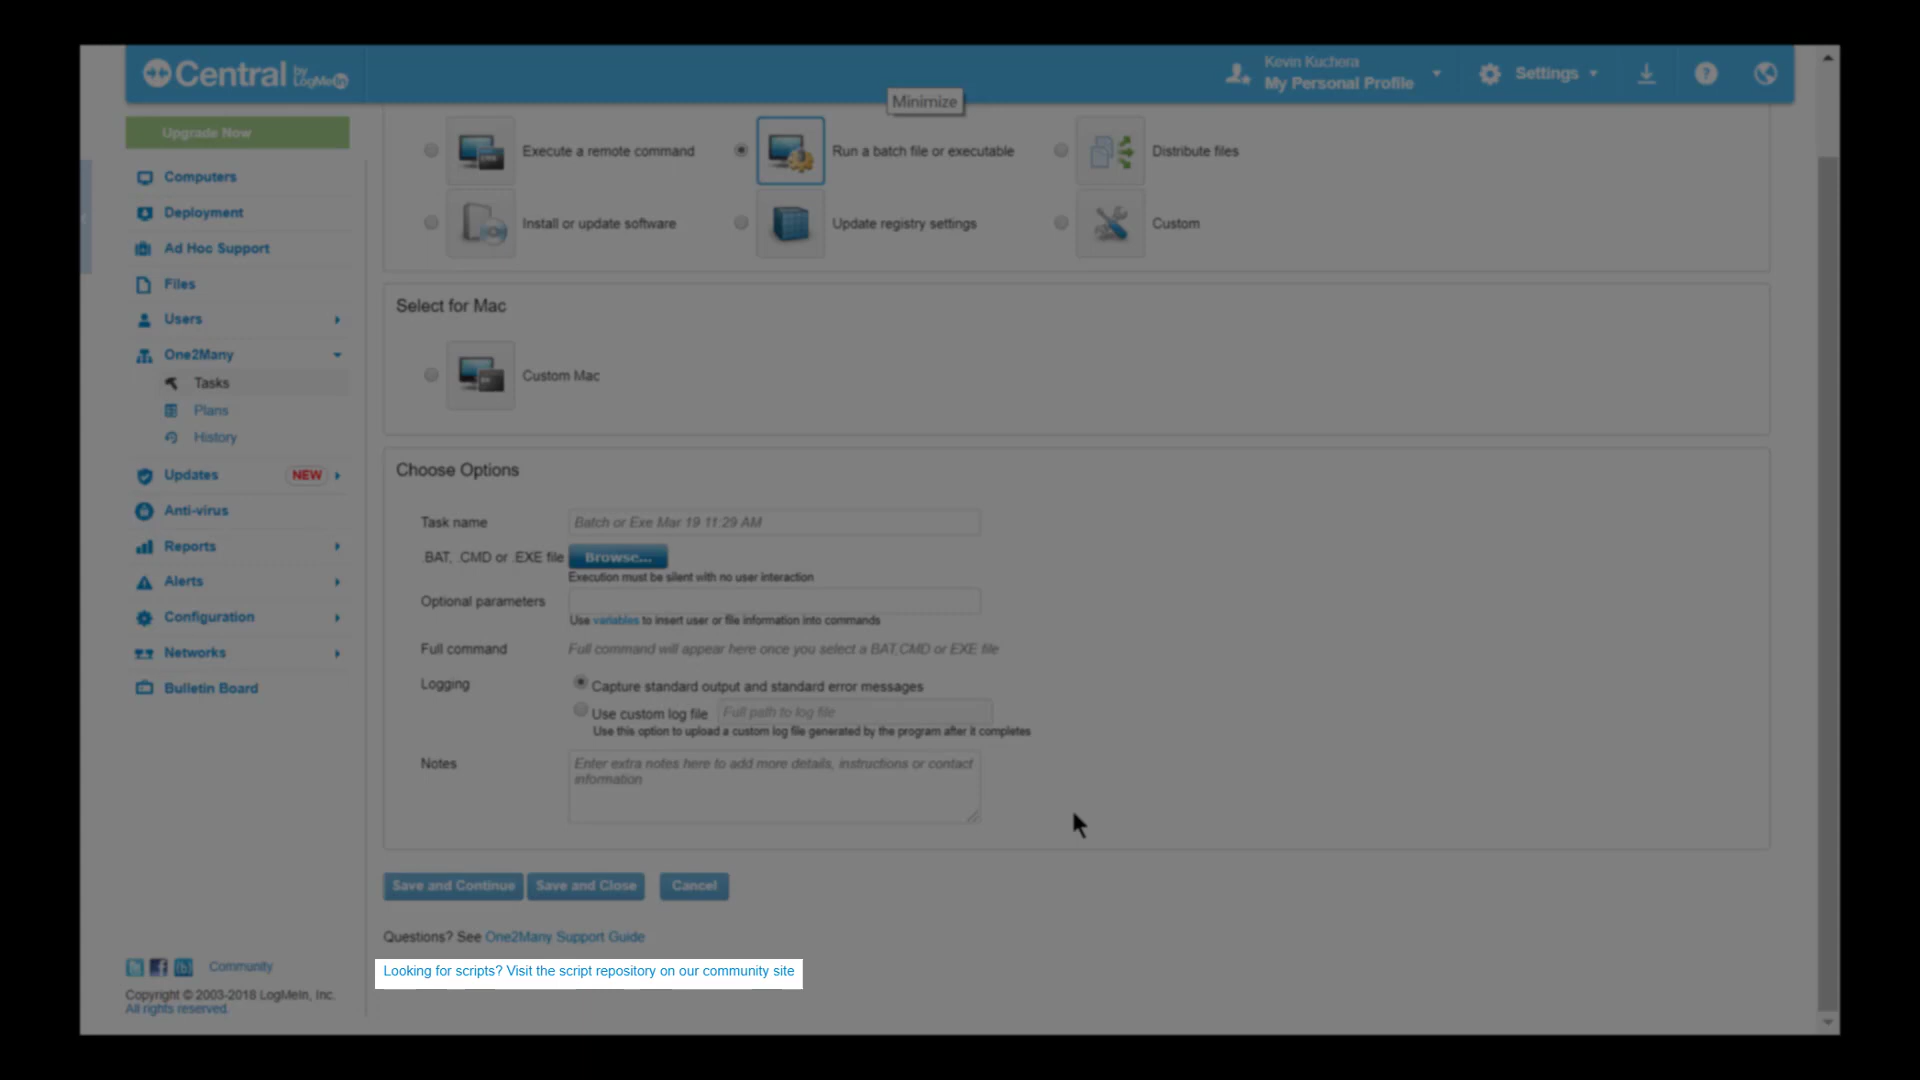 Central by LogMeIn
Kevin Kuchera
My Personal Profile
Settings
?
Minimize
Upgrade Now
Computers
Deployment
Ad Hoc Support
Files
Users
One2Many
Tasks
Plans
History
Updates NEW
Anti-virus
Reports
Alerts
Configuration
Networks
Bulletin Board
Community
Copyright © 2003-2018 LogMeIn, Inc.
All rights reserved.
Execute a remote command
Run a batch file or executable
Distribute files
Install or update software
Update registry settings
Custom
Select for Mac
Custom Mac
Choose Options
Task name Batch or Exe Mar 19 11:29 AM
.BAT, .CMD or .EXE file Browse...
Execution must be silent with no user interaction
Optional parameters
Use variables to insert user or file information into commands
Full command Full command will appear here once you select a BAT,CMD or EXE file
Logging Capture standard output and standard error messages
Use custom log file Full path to log file
Use this option to upload a custom log file generated by the program after it completes
Notes Enter extra notes here to add more details, instructions or contact
information
Save and Continue Save and Close Cancel
Questions? See One2Many Support Guide
Looking for scripts? Visit the script repository on our community site